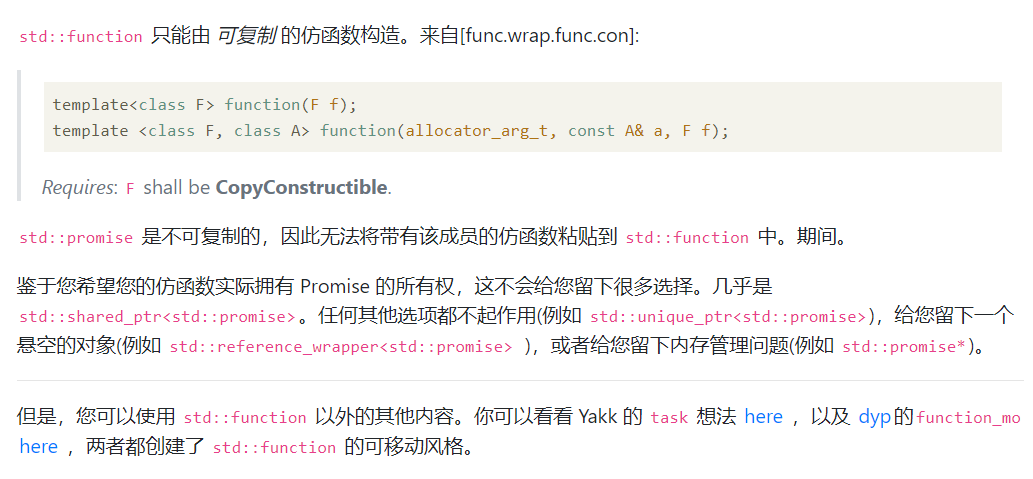 std::function 只能由 可复制 的仿函数构造。来自[func.wrap.func.con]:
template<class F> function(F f);
template <class F, class A> function(allocator_arg_t, const A& a, F f);
Requires: F shall be CopyConstructible.
std::promise 是不可复制的，因此无法将带有该成员的仿函数粘贴到 std::function 中。期间。
鉴于您希望您的仿函数实际拥有 Promise 的所有权，这不会给您留下很多选择。几乎是
std::shared_ptr<std::promise>。任何其他选项都不起作用(例如 std::unique_ptr<std::promise>)，给您留下一个
悬空的对象(例如 std::reference_wrapper<std::promise> )，或者给您留下内存管理问题(例如 std::promise*)。
但是，您可以使用 std::function 以外的其他内容。你可以看看 Yakk 的 task 想法 here ，以及 dyp的function_mo
here ，两者都创建了 std::function 的可移动风格。